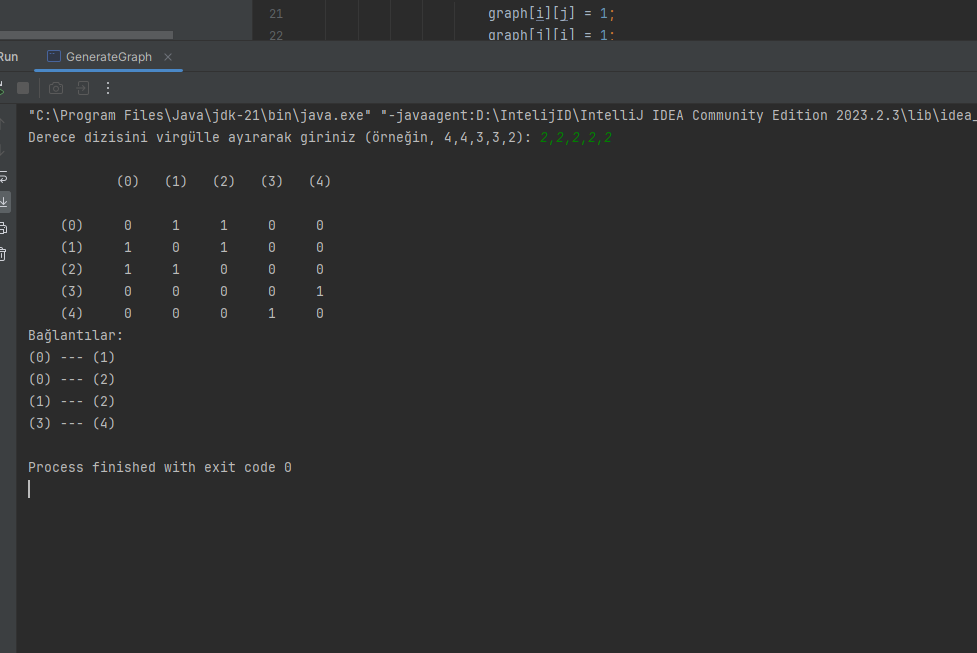 21 graph[i][j] = 1;
22 graph[j][i] = 1;
Run GenerateGraph
"C:\Program Files\Java\jdk-21\bin\java.exe" "-javaagent:D:\IntelijID\IntelliJ IDEA Community Edition 2023.2.3\lib\idea_
Derece dizisini virgülle ayırarak giriniz (örneğin, 4,4,3,3,2): 2,2,2,2,2
(0) (1) (2) (3) (4)
(0) 0 1 1 0 0
(1) 1 0 1 0 0
(2) 1 1 0 0 0
(3) 0 0 0 0 1
(4) 0 0 0 1 0
Bağlantılar:
(0) --- (1)
(0) --- (2)
(1) --- (2)
(3) --- (4)
Process finished with exit code 0